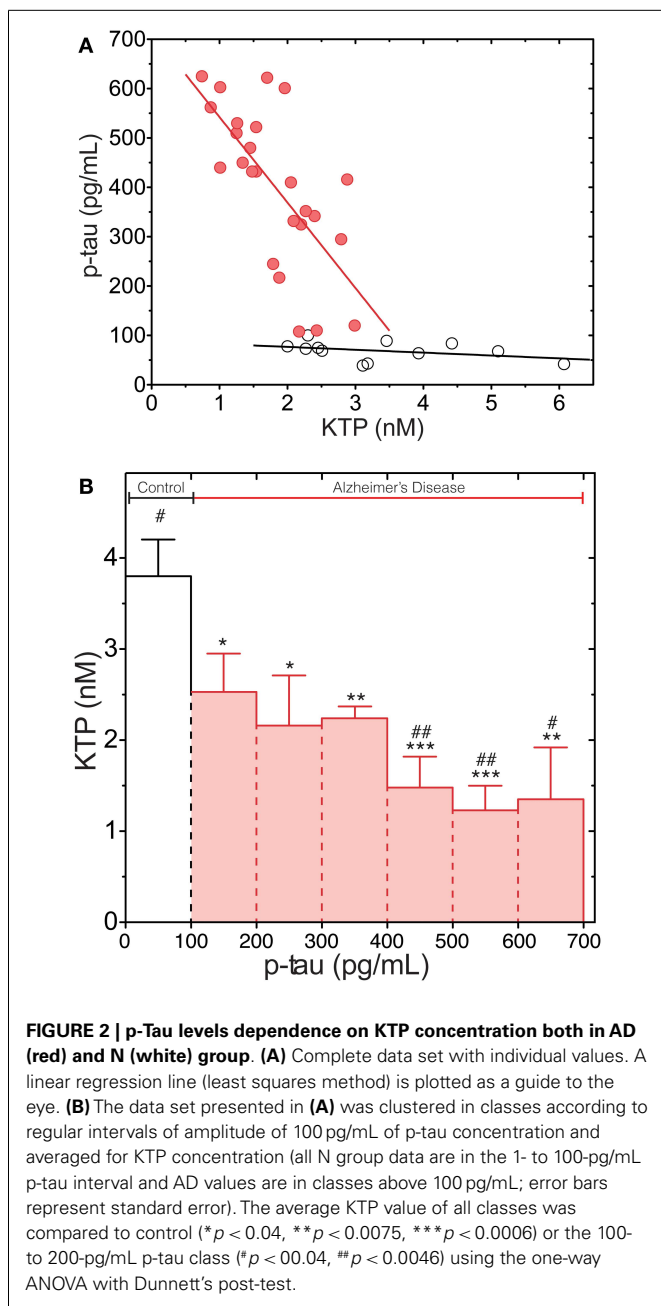 A
700
600
500
400
300
200
100
0
p-tau (pg/mL)
0 1 2 3 4 5 6
KTP (nM)
B
Control Alzheimer's Disease
#
* * ** ## *** ## *** # **
4
3
2
1
0
KTP (nM)
0 100 200 300 400 500 600 700
p-tau (pg/mL)
FIGURE 2 | p-Tau levels dependence on KTP concentration both in AD
(red) and N (white) group. (A) Complete data set with individual values. A
linear regression line (least squares method) is plotted as a guide to the
eye. (B) The data set presented in (A) was clustered in classes according to
regular intervals of amplitude of 100 pg/mL of p-tau concentration and
averaged for KTP concentration (all N group data are in the 1- to 100-pg/mL
p-tau interval and AD values are in classes above 100 pg/mL; error bars
represent standard error). The average KTP value of all classes was
compared to control (*p < 0.04, **p < 0.0075, ***p < 0.0006) or the 100-
to 200-pg/mL p-tau class (#p < 00.04, ##p < 0.0046) using the one-way
ANOVA with Dunnett's post-test.